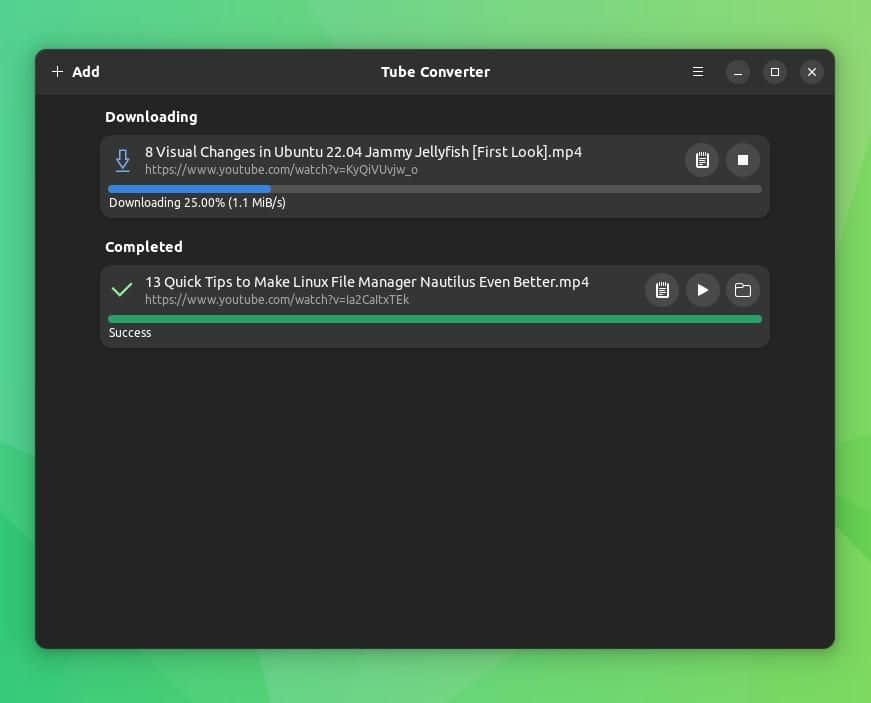 Add
Tube Converter
Downloading
8 Visual Changes in Ubuntu 22.04 Jammy Jellyfish [First Look].mp4
https://www.youtube.com/watch?v=KyQiVUvjw_o
Downloading 25.00% (1.1 MiB/s)
Completed
13 Quick Tips to Make Linux File Manager Nautilus Even Better.mp4
https://www.youtube.com/watch?v=Ia2CaItxTEk
Success